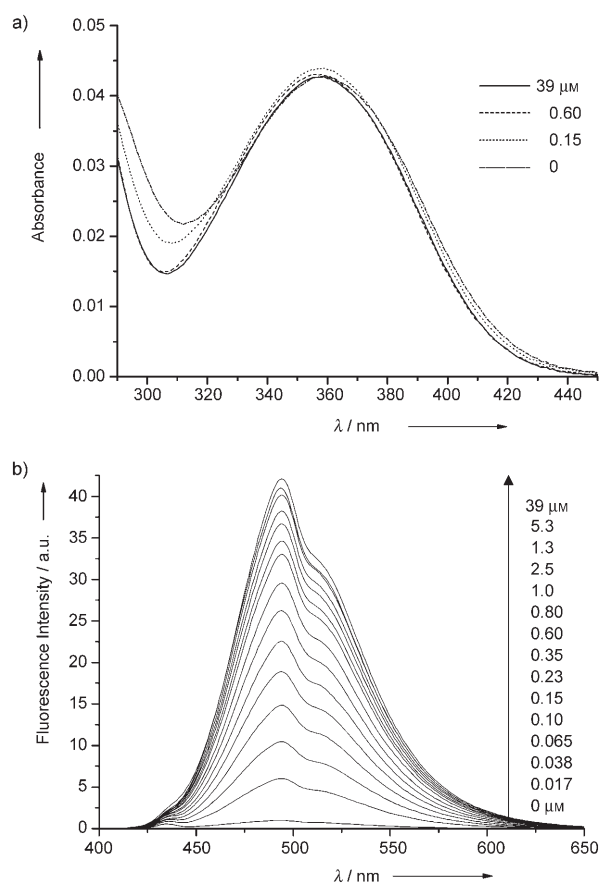 a)
0.05
0.04
0.03
0.02
0.01
0.00
Absorbance
39 μM
0.60
0.15
0
300 320 340 360 380 400 420 440
λ / nm
b)
40
35
30
25
20
15
10
5
0
Fluorescence Intensity / a.u.
39 μM
5.3
1.3
2.5
1.0
0.80
0.60
0.35
0.23
0.15
0.10
0.065
0.038
0.017
0 μM
400 450 500 550 600 650
λ / nm